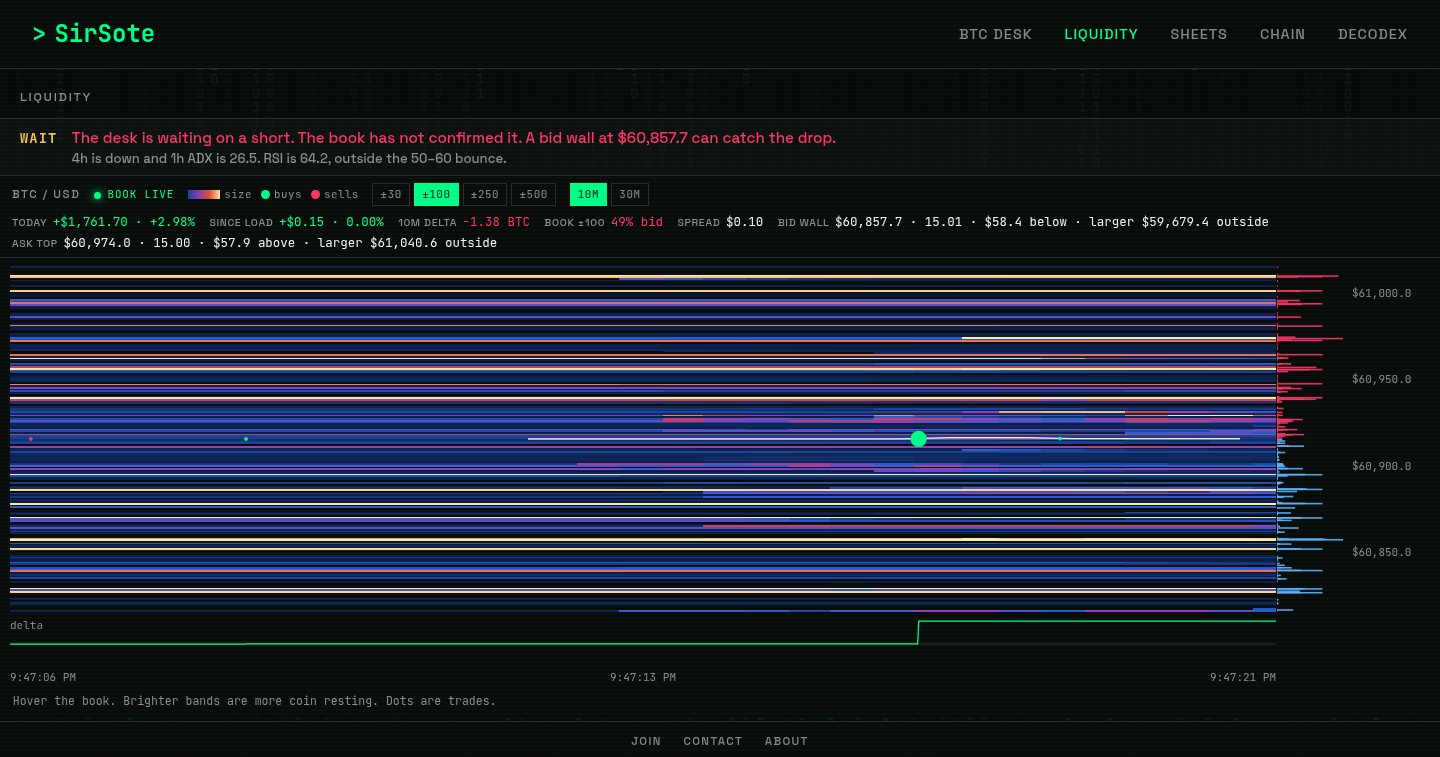 > SirSote
BTC DESK LIQUIDITY SHEETS CHAIN DECODEX
LIQUIDITY
WAIT The desk is waiting on a short. The book has not confirmed it. A bid wall at $60,857.7 can catch the drop.
4h is down and 1h ADX is 26.5. RSI is 64.2, outside the 50–60 bounce.
BTC / USD BOOK LIVE size buys sells ±30 ±100 ±250 ±500 10M 30M
TODAY +$1,761.70 · +2.98% SINCE LOAD +$0.15 · 0.00% 10M DELTA -1.38 BTC BOOK ±100 49% bid SPREAD $0.10 BID WALL $60,857.7 · 15.01 · $58.4 below · larger $59,679.4 outside
ASK TOP $60,974.0 · 15.00 · $57.9 above · larger $61,040.6 outside
$61,000.0
$60,950.0
$60,900.0
$60,850.0
delta
9:47:06 PM 9:47:13 PM 9:47:21 PM
Hover the book. Brighter bands are more coin resting. Dots are trades.
JOIN CONTACT ABOUT